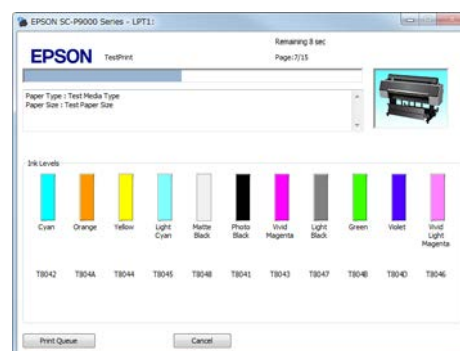 EPSON SC-P9000 Series - LPT1:
Remaining 8 sec
EPSON TestPrint Page:7/15
Paper Type : Test Media Type
Paper Size : Test Paper Size
Ink Levels
Cyan Orange Yellow Light Cyan Matte Black Photo Black Vivid Magenta Light Black Green Violet Vivid Light Magenta
T8042 T804A T8044 T8045 T8048 T8041 T8043 T8047 T804B T804D T8046
Print Queue Cancel